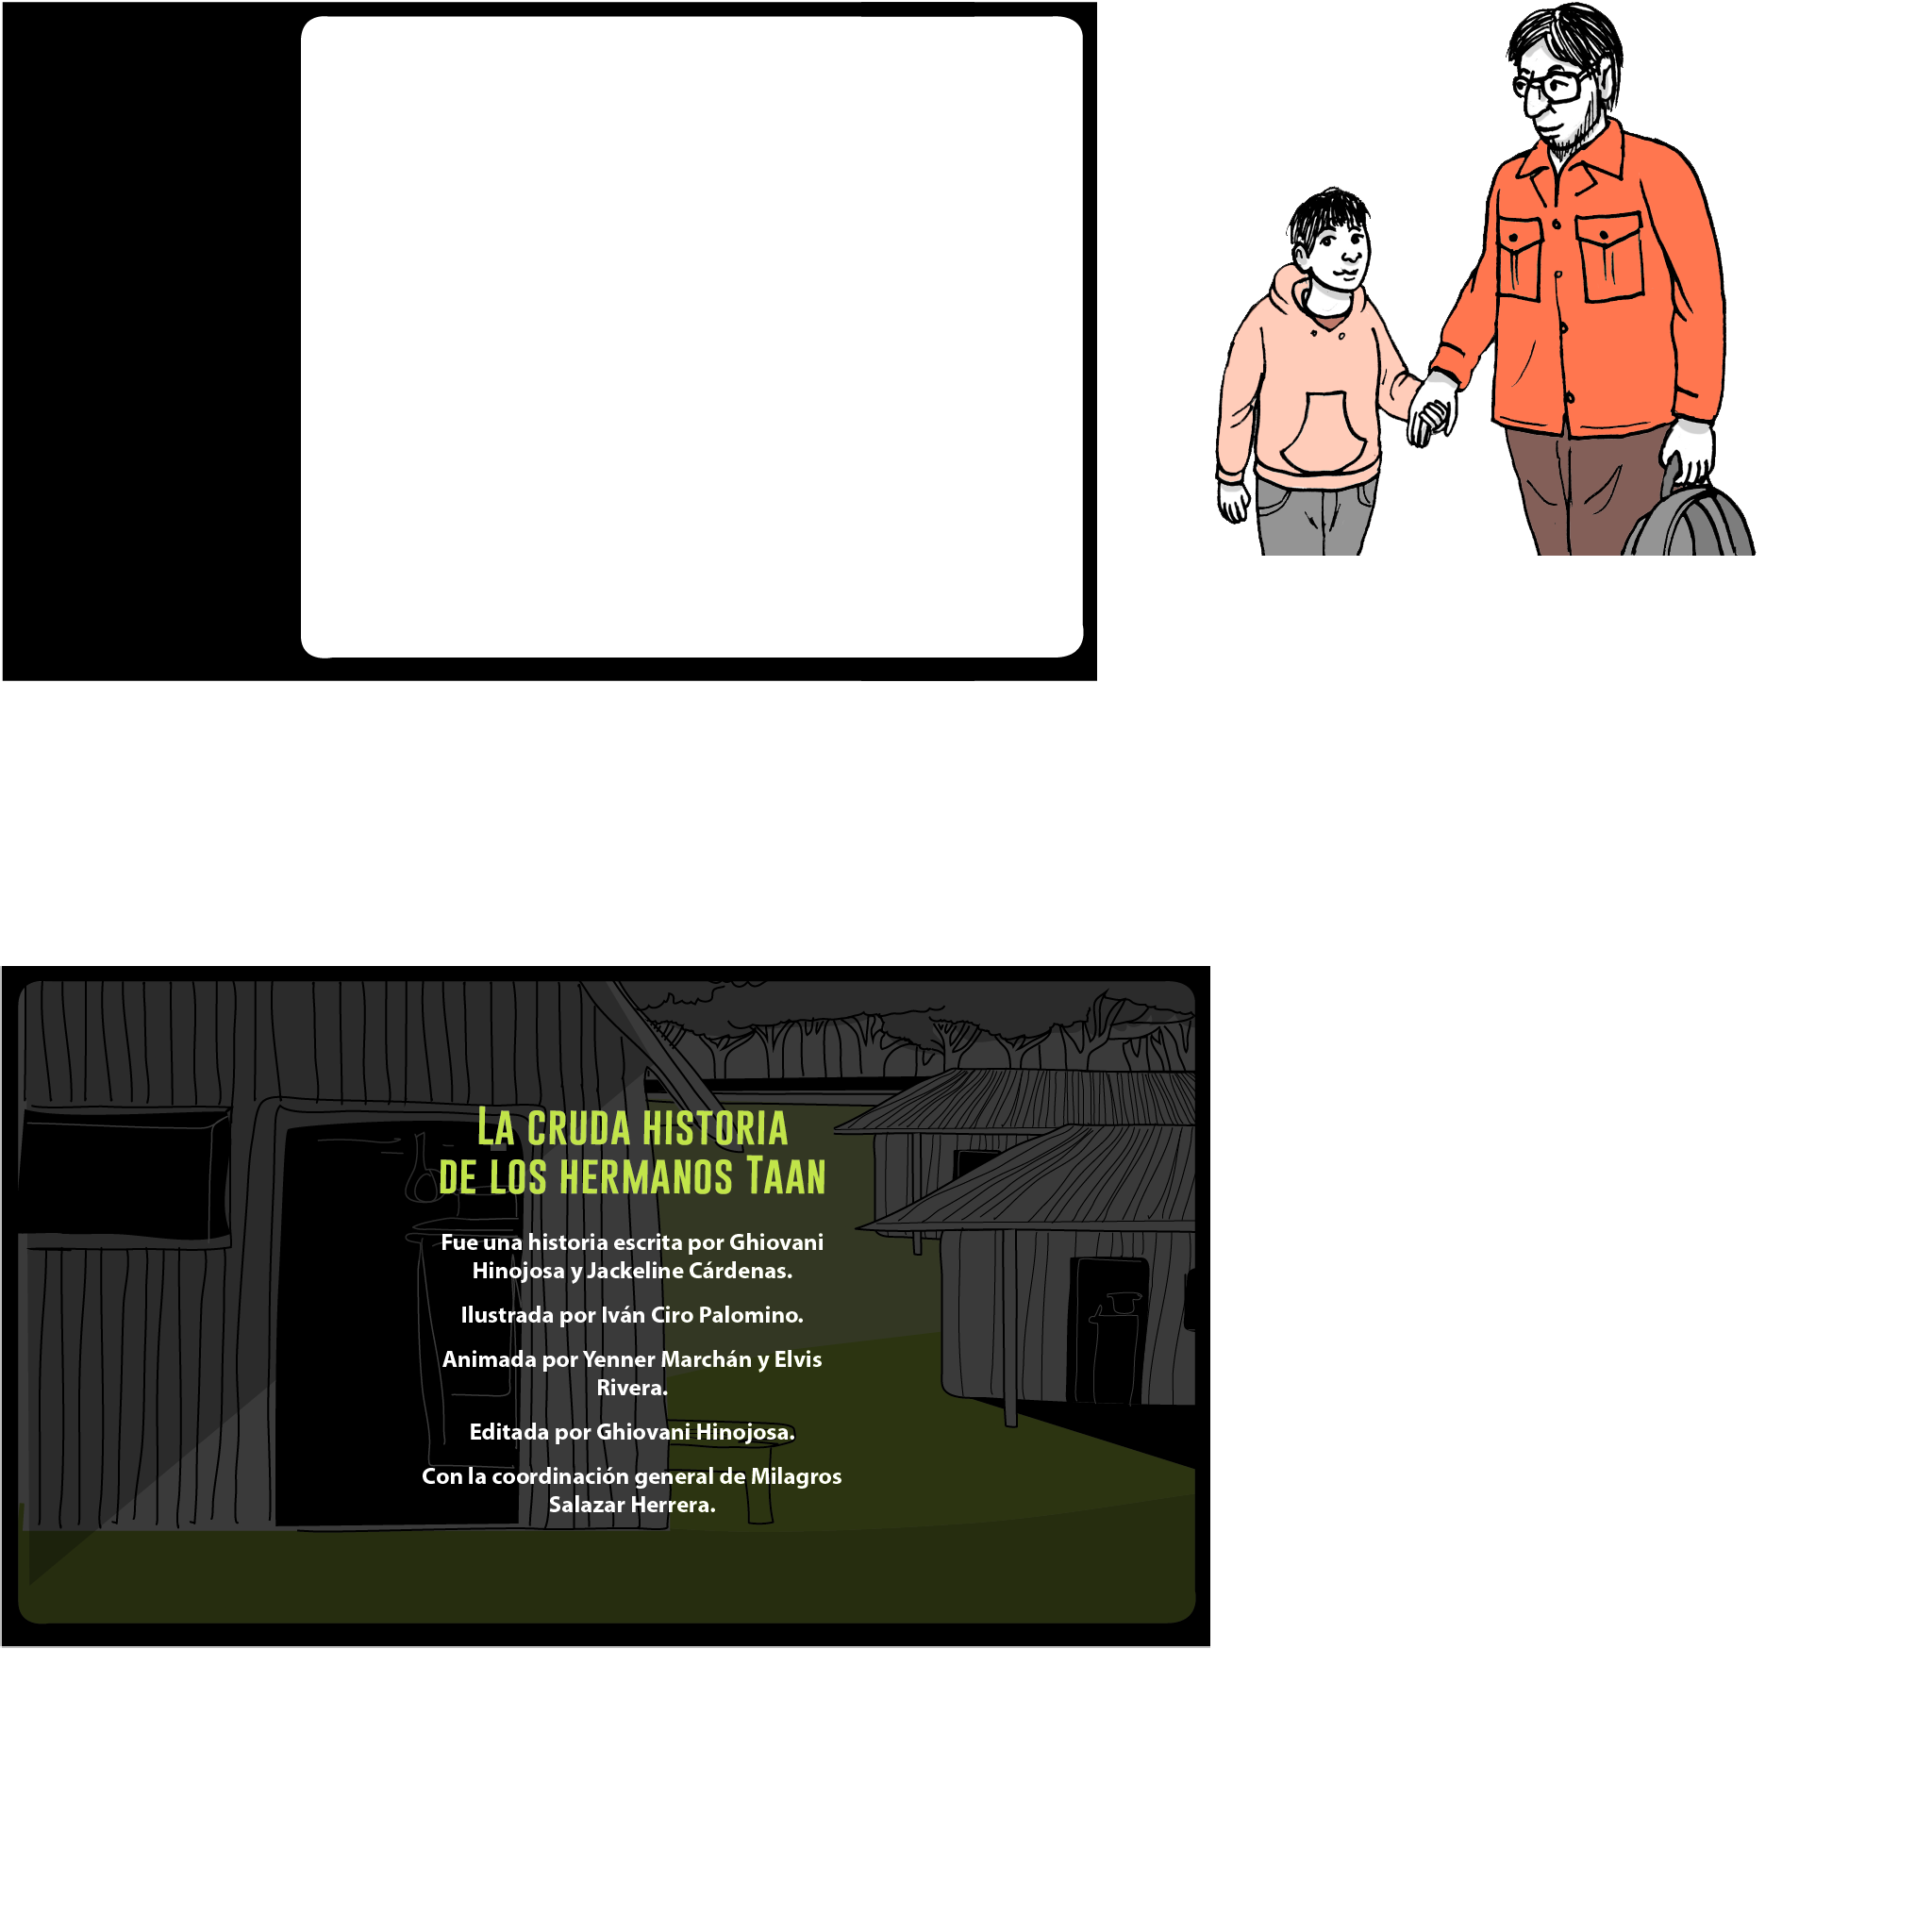 La cruda historia
de los hermanos Taan
Fue una historia escrita por Ghiovani
Hinojosa y Jackeline Cárdenas.
Ilustrada por Iván Ciro Palomino.
Animada por Yenner Marchán y Elvis
Rivera.
Editada por Ghiovani Hinojosa.
Con la coordinación general de Milagros
Salazar Herrera.